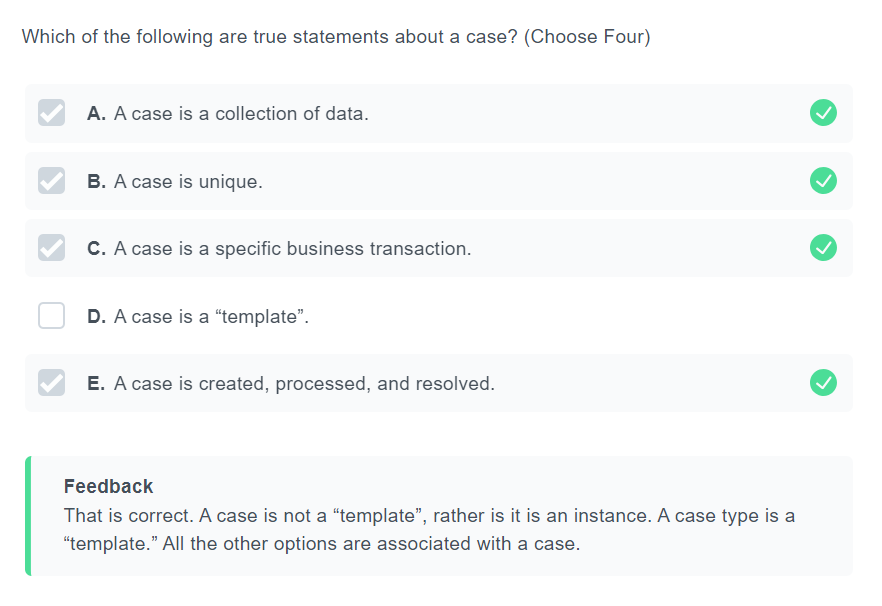 Which of the following are true statements about a case? (Choose Four)
A. A case is a collection of data.
B. A case is unique.
C. A case is a specific business transaction.
D. A case is a “template”.
E. A case is created, processed, and resolved.
Feedback
That is correct. A case is not a “template”, rather is it is an instance. A case type is a
“template.” All the other options are associated with a case.